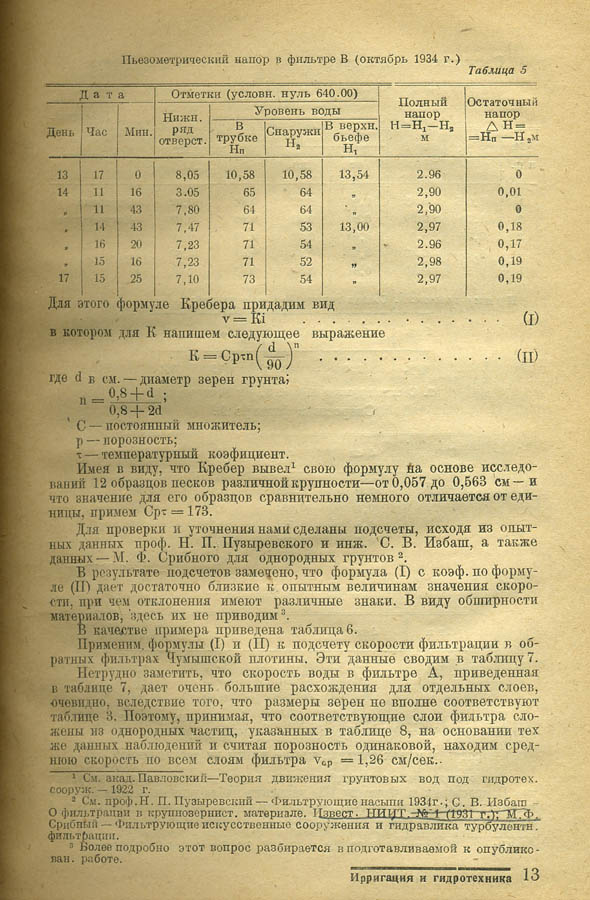 Пьезометрический напор в фильтре В (октябрь 1934 г.)
Таблица 5
Дата Отметки (условн. нуль 640.00) Полный напор H=H₁—H₂ м Остаточный напор Δ H= =Hп —H₂м
День Час Мин. Нижн. ряд отверст. Уровень воды
В трубке Hп Снаружи H₂ В верхн. бьефе H₁
13 17 0 8,05 10,58 10,58 13,54 2.96 0
14 11 16 3.05 65 64 „ 2,90 0,01
„ 11 43 7,80 64 64 „ 2,90 0
„ 14 43 7,47 71 53 13,00 2,97 0,18
„ 16 20 7,23 71 54 „ 2.96 0,17
„ 15 16 7,23 71 52 „ 2,98 0,19
17 15 25 7,10 73 54 „ 2,97 0,19
Для этого формуле Кребера придадим вид
v = Ki . . . . . . . . . . . . . . . (I)
в котором для К напишем следующее выражение
K = Cpτn(d/90)ⁿ . . . . . . . . . . . . . (II)
где d в см. — диаметр зерен грунта;
n = 0,8 + d ;
0,8 + 2d
С — постоянный множитель;
р — порозность;
τ — температурный коэфициент.
Имея в виду, что Кребер вывел¹ свою формулу на основе исследо-
ваний 12 образцов песков различной крупности—от 0,057 до 0,563 см — и
что значение для его образцов сравнительно немного отличается от еди-
ницы, примем Cpτ = 173.
Для проверки и уточнения нами сделаны подсчеты, исходя из опыт-
ных данных проф. Н. П. Пузыревского и инж. С. В. Избаш, а также
данных — М. Ф. Срибного для однородных грунтов ².
В результате подсчетов замечено, что формула (I) с коэф. по форму-
ле (II) дает достаточно близкие к опытным величинам значения скоро-
сти, при чем отклонения имеют различные знаки. В виду обширности
материалов, здесь их не приводим ³.
В качестве примера приведена таблица 6.
Применим формулы (I) и (II) к подсчету скорости фильтрации в об-
ратных фильтрах Чумышской плотины. Эти данные сводим в таблицу 7.
Нетрудно заметить, что скорость воды в фильтре А, приведенная
в таблице 7, дает очень большие расхождения для отдельных слоев,
очевидно, вследствие того, что размеры зерен не вполне соответствуют
таблице 3. Поэтому, принимая, что соответствующие слои фильтра сло-
жены из однородных частиц, указанных в таблице 8, на основании тех
же данных наблюдений и считая порозность одинаковой, находим сред-
нюю скорость по всем слоям фильтра vср = 1,26 см/сек..
¹ См. акад. Павловский—Теория движения грунтовых вод под гидротех.
сооруж. — 1922 г.
² См. проф. Н. П. Пузыревский — Фильтрующие насыпи 1934г.; С. В. Избаш —
О фильтрации в крупнозернист. материале. Извест. НИИГ. № 1 (1931 г.); М. Ф.
Срибный — Фильтрующие искусственные сооружения и гидравлика турбулентн.
фильтрации.
³ Более подробно этот вопрос разбирается в подготавливаемой к опублико-
ван. работе.
Ирригация и гидротехника 13